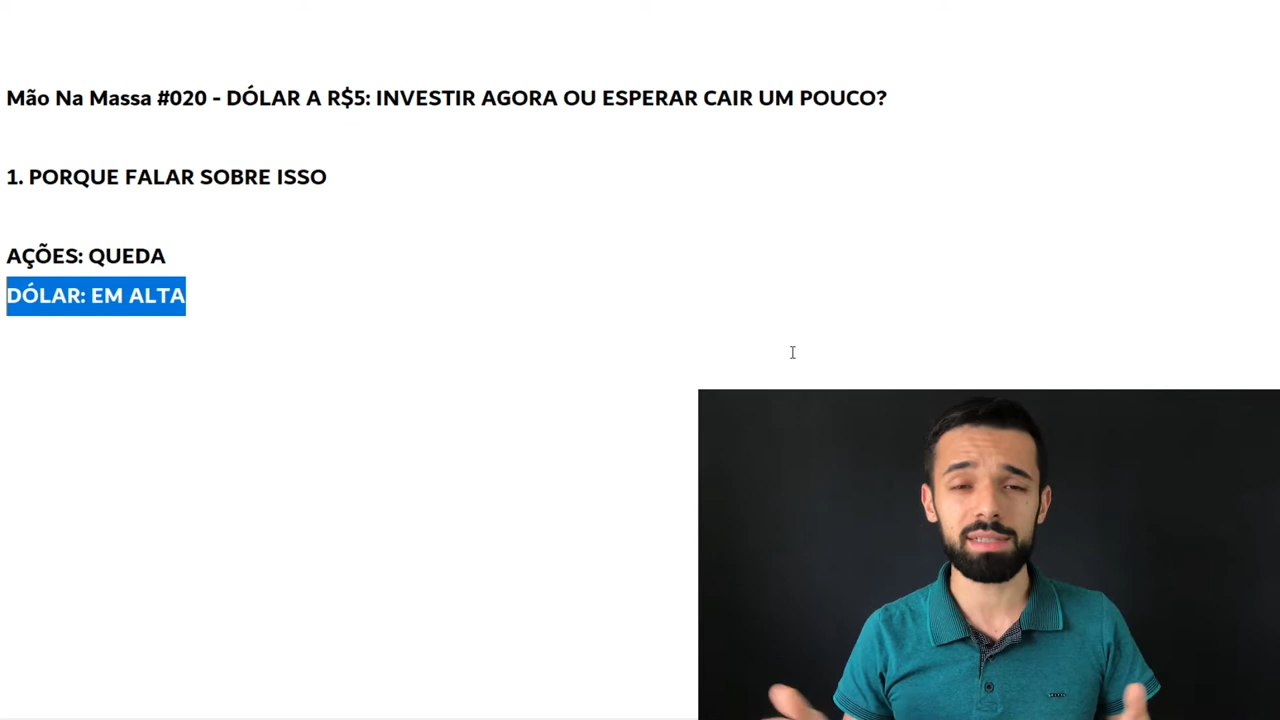 Mão Na Massa #020 - DÓLAR A R$5: INVESTIR AGORA OU ESPERAR CAIR UM POUCO?
1. PORQUE FALAR SOBRE ISSO
AÇÕES: QUEDA
DÓLAR: EM ALTA